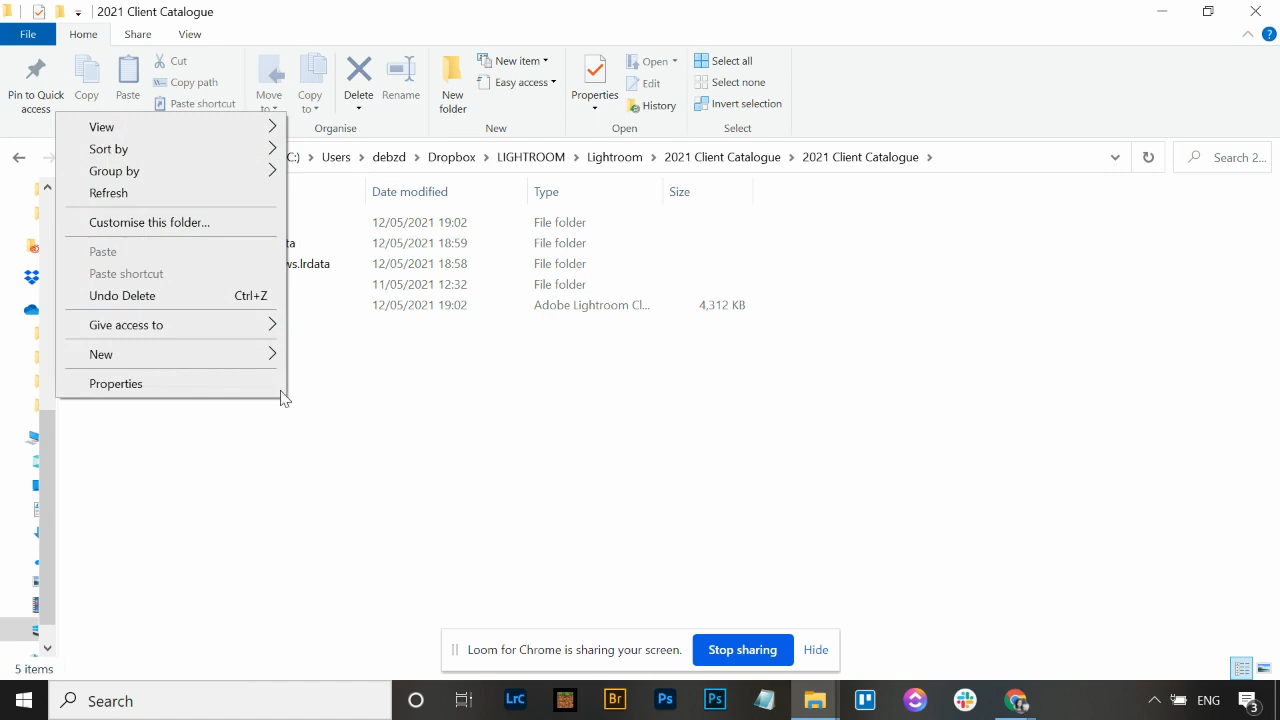 2021 Client Catalogue
File Home Share View
Pin to Quick access
Copy
Paste
Cut
Copy path
Paste shortcut
Move to
Copy to
Delete
Rename
Organise
New folder
New item
Easy access
New
Properties
Open
Edit
History
Open
Select all
Select none
Invert selection
Select
C:) Users debzd Dropbox LIGHTROOM Lightroom 2021 Client Catalogue 2021 Client Catalogue
Search 2...
Date modified Type Size
12/05/2021 19:02 File folder
ta 12/05/2021 18:59 File folder
ws.lrdata 12/05/2021 18:58 File folder
11/05/2021 12:32 File folder
12/05/2021 19:02 Adobe Lightroom Cl... 4,312 KB
View
Sort by
Group by
Refresh
Customise this folder...
Paste
Paste shortcut
Undo Delete Ctrl+Z
Give access to
New
Properties
Loom for Chrome is sharing your screen. Stop sharing Hide
5 items
Search LrC Br Ps Ps ENG 3